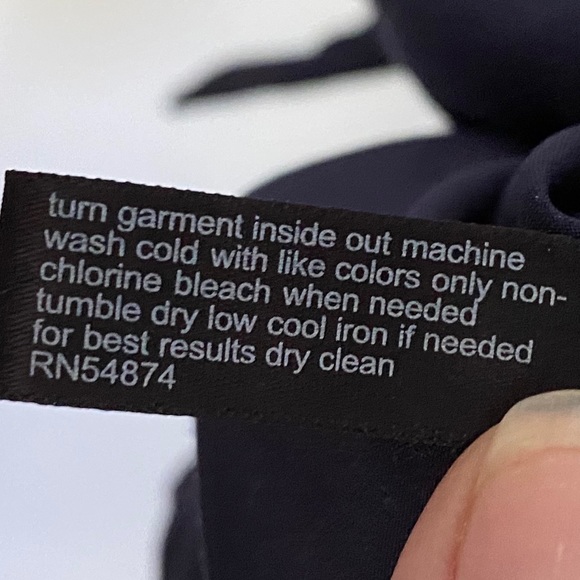 turn garment inside out machine
wash cold with like colors only non-
chlorine bleach when needed
tumble dry low cool iron if needed
for best results dry clean
RN54874